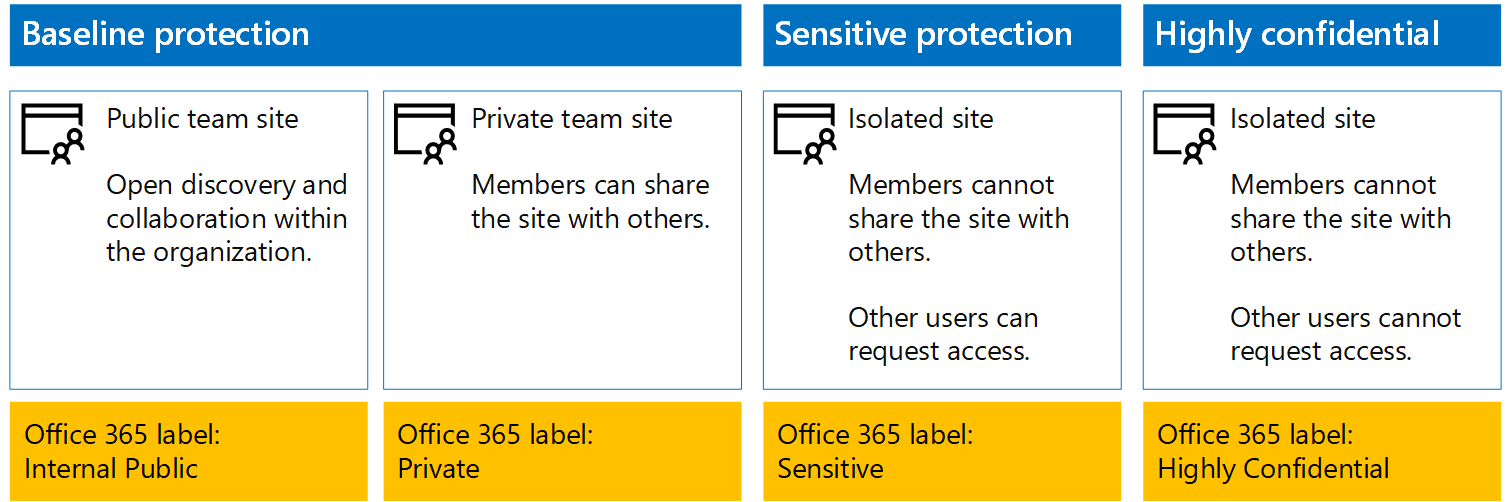 Baseline protection
Sensitive protection
Highly confidential
Public team site
Open discovery and
collaboration within
the organization.
Private team site
Members can share
the site with others.
Isolated site
Members cannot
share the site with
others.
Other users can
request access.
Isolated site
Members cannot
share the site with
others.
Other users cannot
request access.
Office 365 label:
Internal Public
Office 365 label:
Private
Office 365 label:
Sensitive
Office 365 label:
Highly Confidential